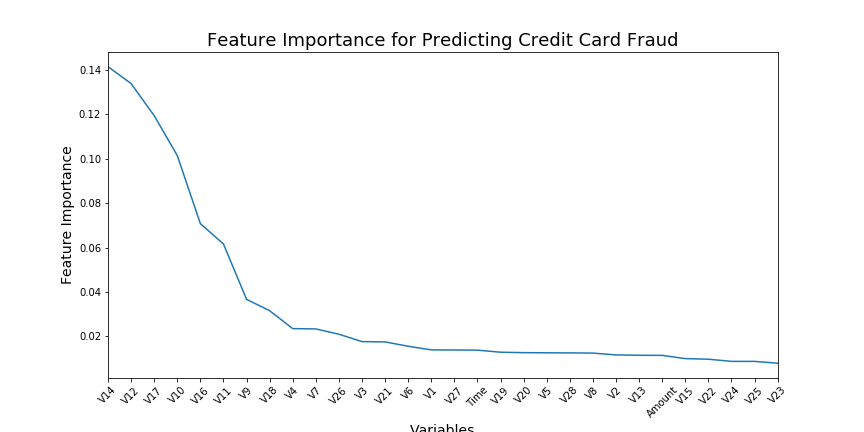 Feature Importance for Predicting Credit Card Fraud
Feature Importance
0.14
0.12
0.10
0.08
0.06
0.04
0.02
V14 V12 V17 V10 V16 V11 V9 V18 V4 V7 V26 V3 V21 V6 V1 V27 Time V19 V20 V5 V28 V8 V2 V13 Amount V15 V22 V24 V25 V23
Variables